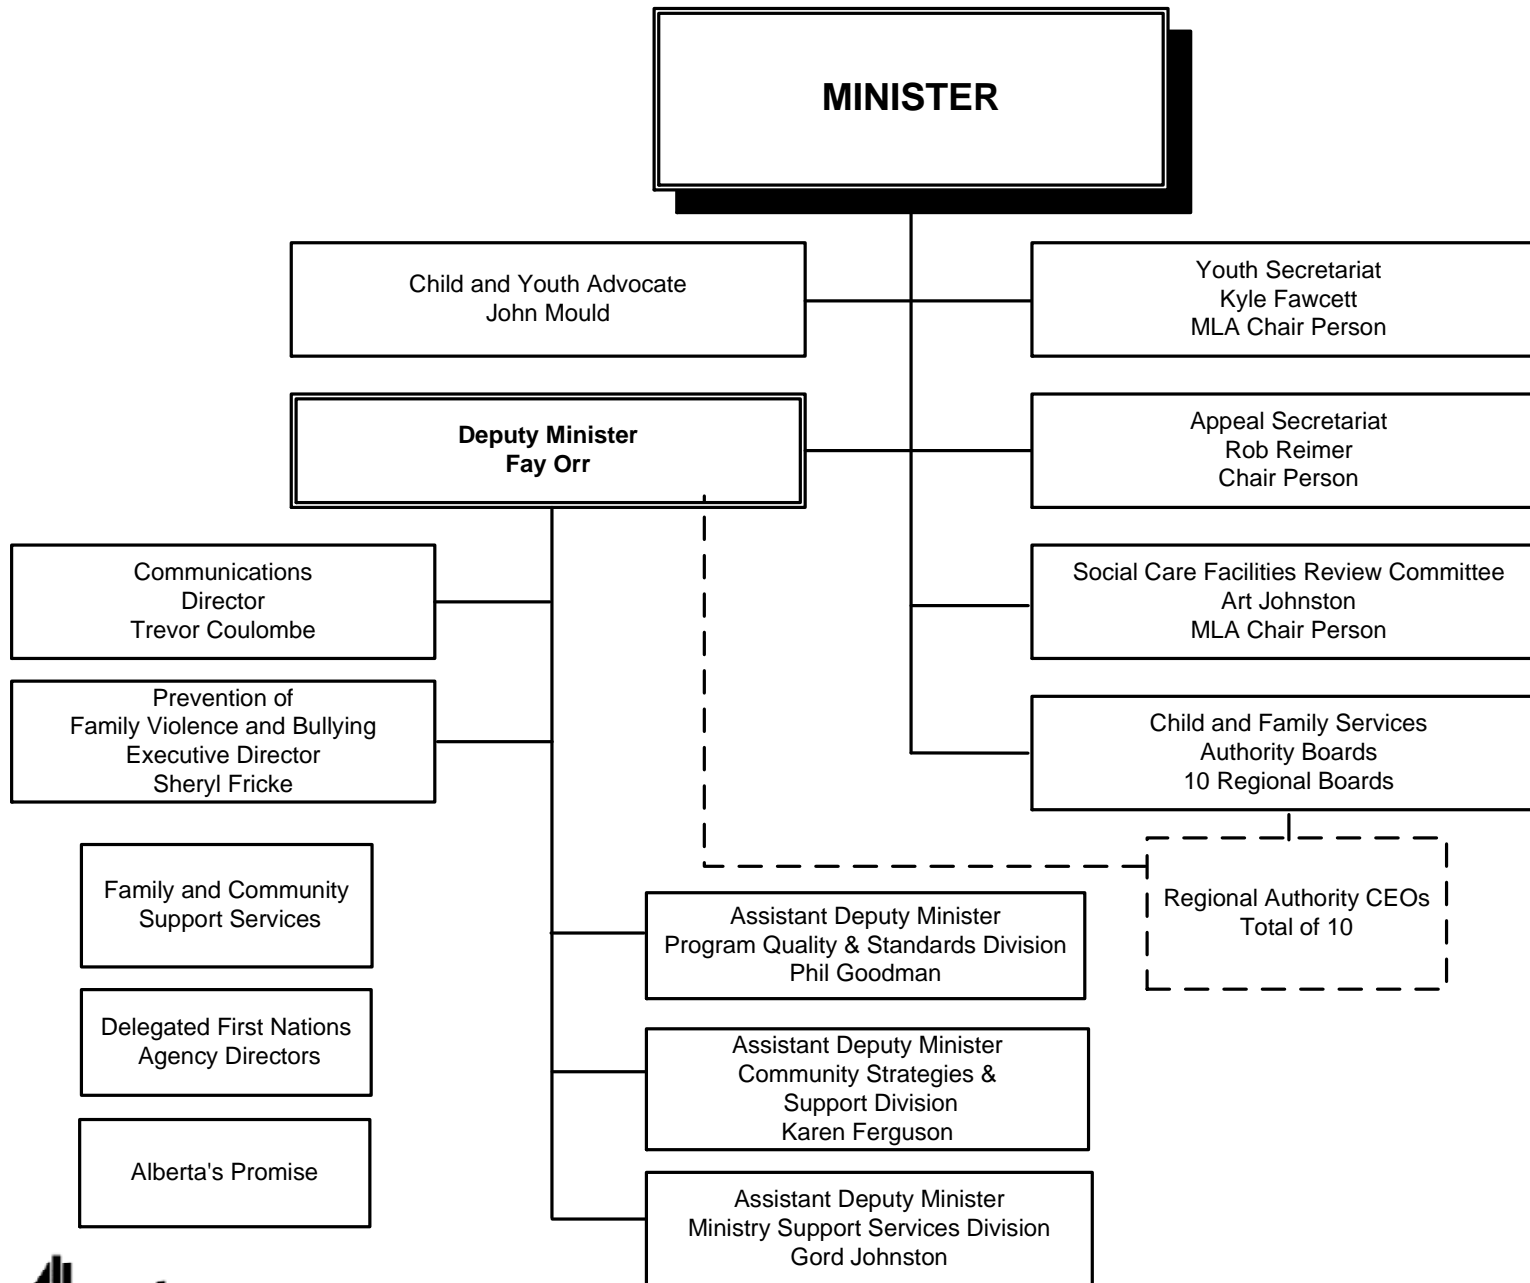 MINISTER
Child and Youth Advocate
John Mould
Youth Secretariat
Kyle Fawcett
MLA Chair Person
Deputy Minister
Fay Orr
Appeal Secretariat
Rob Reimer
Chair Person
Communications
Director
Trevor Coulombe
Social Care Facilities Review Committee
Art Johnston
MLA Chair Person
Prevention of
Family Violence and Bullying
Executive Director
Sheryl Fricke
Child and Family Services
Authority Boards
10 Regional Boards
Family and Community
Support Services
Regional Authority CEOs
Total of 10
Assistant Deputy Minister
Program Quality & Standards Division
Phil Goodman
Delegated First Nations
Agency Directors
Assistant Deputy Minister
Community Strategies &
Support Division
Karen Ferguson
Alberta's Promise
Assistant Deputy Minister
Ministry Support Services Division
Gord Johnston